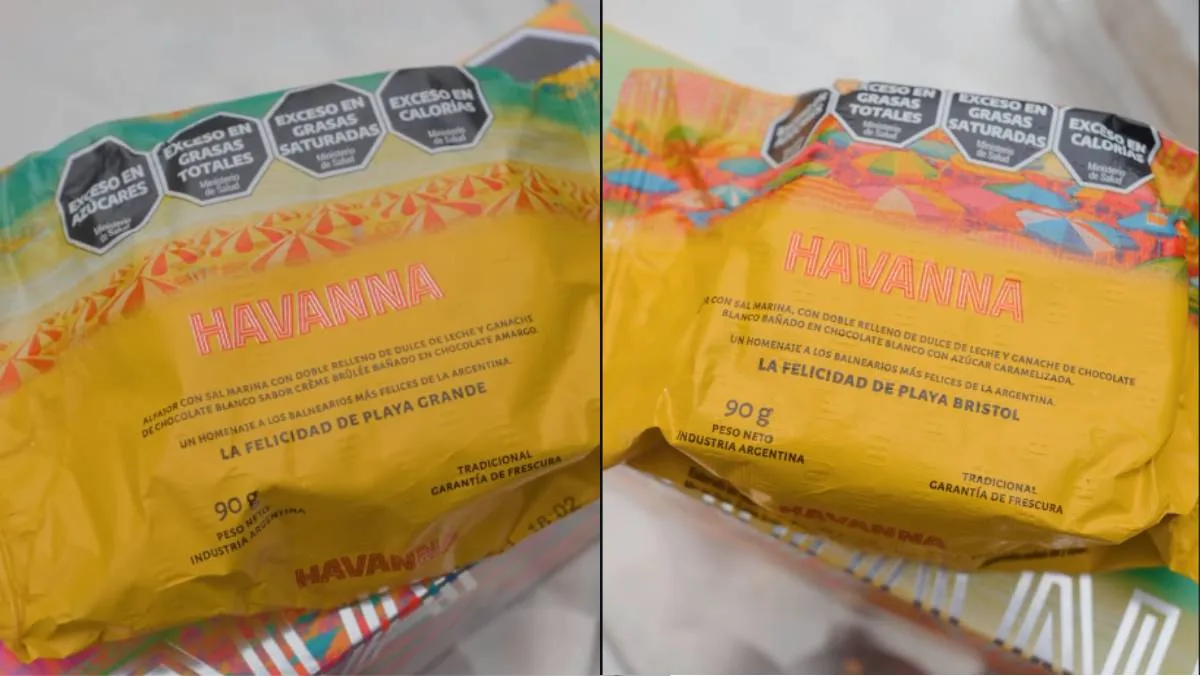 EXCESO EN
AZÚCARES
Ministerio
de Salud
EXCESO EN
GRASAS
TOTALES
Ministerio
de Salud
EXCESO EN
GRASAS
SATURADAS
Ministerio
de Salud
EXCESO EN
CALORÍAS
Ministerio
de Salud
HAVANNA
ALFAJOR CON SAL MARINA CON DOBLE RELLENO DE DULCE DE LECHE Y GANACHE
DE CHOCOLATE BLANCO SABOR CRÈME BRÛLÉE BAÑADO EN CHOCOLATE AMARGO.
UN HOMENAJE A LOS BALNEARIOS MÁS FELICES DE LA ARGENTINA.
LA FELICIDAD DE PLAYA GRANDE
TRADICIONAL
GARANTÍA DE FRESCURA
90 g
PESO NETO
INDUSTRIA ARGENTINA
18-02
HAVANNA
EXCESO EN
GRASAS
TOTALES
Ministerio
de Salud
EXCESO EN
GRASAS
SATURADAS
Ministerio
de Salud
EXCESO EN
CALORÍAS
Ministerio
de Salud
HAVANNA
R CON SAL MARINA, CON DOBLE RELLENO DE DULCE DE LECHE Y GANACHE DE CHOCOLATE
BLANCO BAÑADO EN CHOCOLATE BLANCO CON AZÚCAR CARAMELIZADA.
UN HOMENAJE A LOS BALNEARIOS MÁS FELICES DE LA ARGENTINA.
LA FELICIDAD DE PLAYA BRISTOL
90 g
PESO NETO
INDUSTRIA ARGENTINA
TRADICIONAL
GARANTÍA DE FRESCURA
HAVANNA